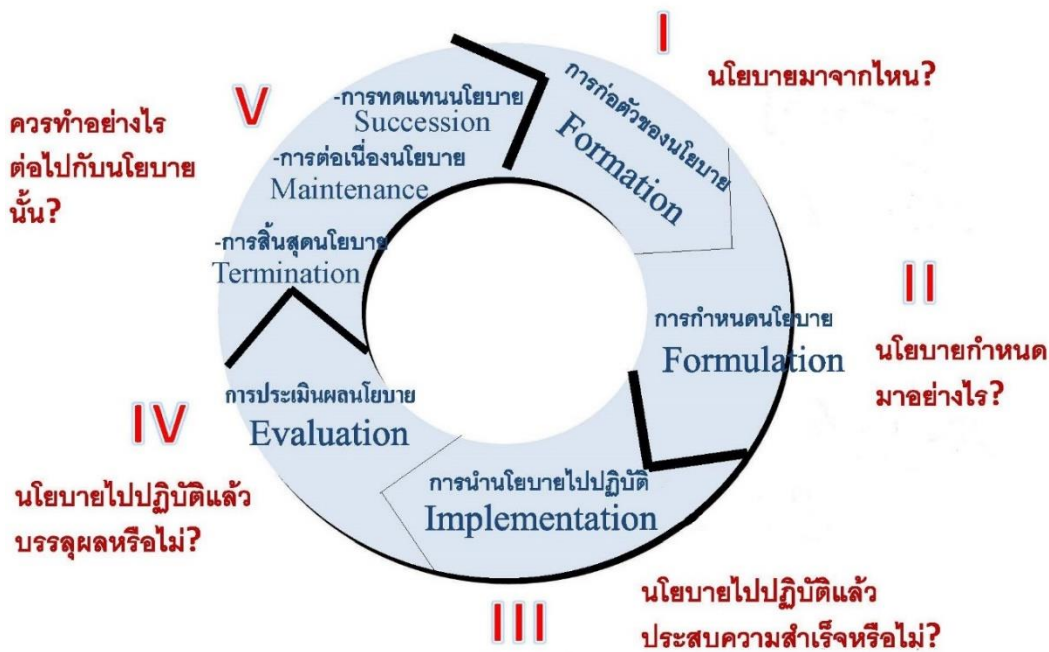 I
นโยบายมาจากไหน?
การก่อตัวของนโยบาย
Formation
II
นโยบายกำหนด
มาอย่างไร?
การกำหนดนโยบาย
Formulation
III
นโยบายไปปฏิบัติแล้ว
ประสบความสำเร็จหรือไม่?
การนำนโยบายไปปฏิบัติ
Implementation
IV
นโยบายไปปฏิบัติแล้ว
บรรลุผลหรือไม่?
การประเมินผลนโยบาย
Evaluation
V
ควรทำอย่างไร
ต่อไปกับนโยบาย
นั้น?
-การทดแทนนโยบาย
Succession
-การต่อเนื่องนโยบาย
Maintenance
-การสิ้นสุดนโยบาย
Termination